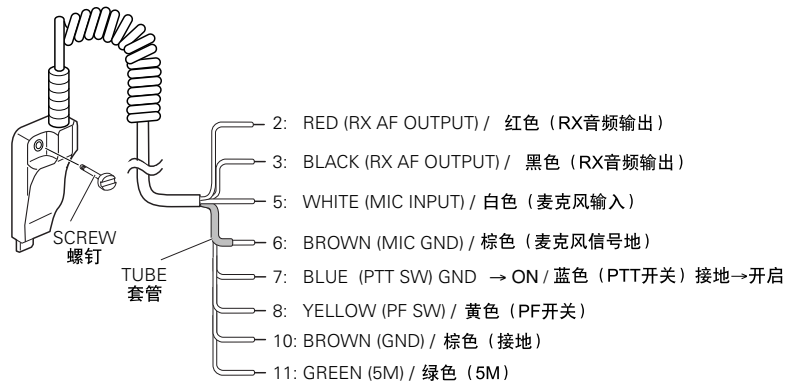 2: RED (RX AF OUTPUT) / 红色（RX音频输出）
3: BLACK (RX AF OUTPUT) / 黑色（RX音频输出）
5: WHITE (MIC INPUT) / 白色（麦克风输入）
6: BROWN (MIC GND) / 棕色（麦克风信号地）
7: BLUE (PTT SW) GND → ON / 蓝色（PTT开关）接地→开启
8: YELLOW (PF SW) / 黄色（PF开关）
10: BROWN (GND) / 棕色（接地）
11: GREEN (5M) / 绿色（5M）
SCREW
螺钉
TUBE
套管